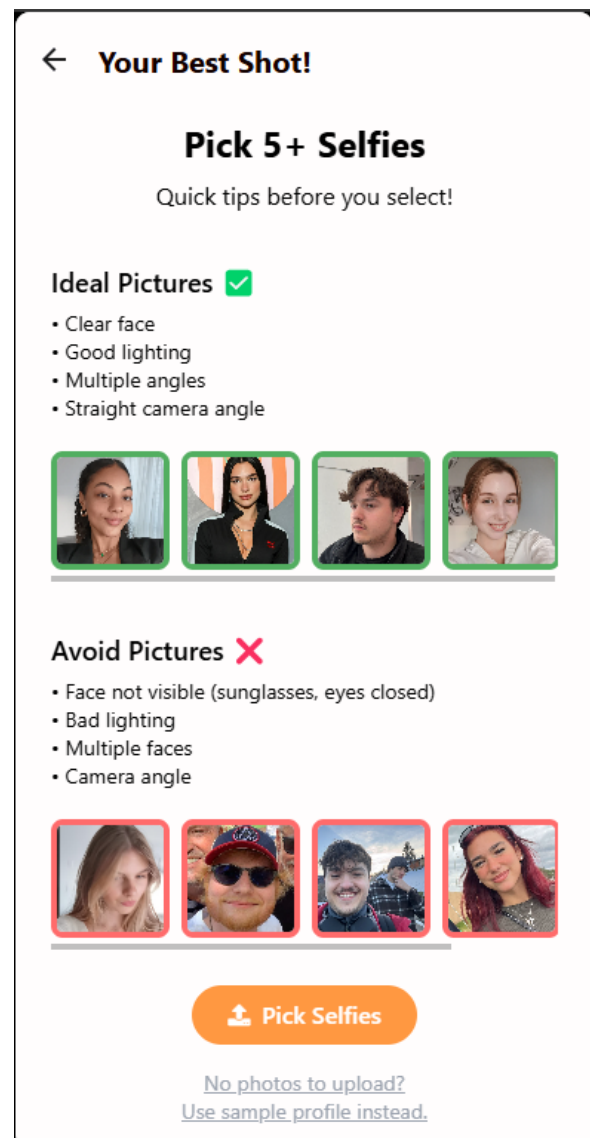 Your Best Shot!
Pick 5+ Selfies
Quick tips before you select!
Ideal Pictures ✅
• Clear face
• Good lighting
• Multiple angles
• Straight camera angle
Avoid Pictures ❌
• Face not visible (sunglasses, eyes closed)
• Bad lighting
• Multiple faces
• Camera angle
Pick Selfies
No photos to upload?
Use sample profile instead.